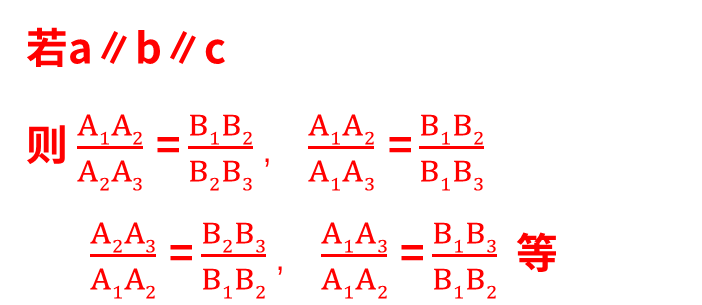 若a∥b∥c
则 A₁A₂/A₂A₃ = B₁B₂/B₂B₃ , A₁A₂/A₁A₃ = B₁B₂/B₁B₃
A₂A₃/A₁A₂ = B₂B₃/B₁B₂ , A₁A₃/A₁A₂ = B₁B₃/B₁B₂ 等